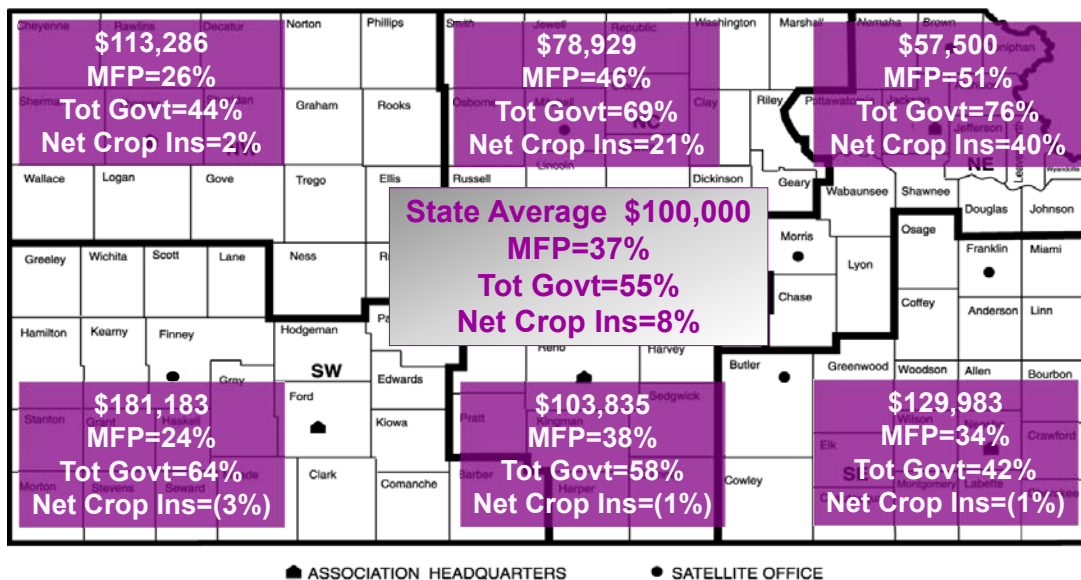 Cheyenne Rawlins Decatur Norton Phillips Smith Jewell Republic Washington Marshall Nemaha Brown
$113,286
MFP=26%
Tot Govt=44%
Net Crop Ins=2%
$78,929
MFP=46%
Tot Govt=69%
Net Crop Ins=21%
$57,500
MFP=51%
Tot Govt=76%
Net Crop Ins=40%
Doniphan
Sheridan Graham Rooks Osborne Mitchell Clay Riley Pottawatomie Jackson
Jefferson Leavenworth
Wyandotte
NC
NE
Lincoln
Wallace Logan Gove Trego Ellis Russell Dickinson Geary Wabaunsee Shawnee
Douglas Johnson
State Average $100,000
MFP=37%
Tot Govt=55%
Net Crop Ins=8%
Greeley Wichita Scott Lane Ness Morris Lyon Osage Franklin Miami
Chase Coffey Anderson Linn
Hamilton Kearny Finney Hodgeman Reno Harvey
Butler Greenwood Woodson Allen Bourbon
Gray SW Edwards
Ford
Stanton Grant Haskell Kiowa Pratt Kingman Sedgwick Elk Wilson Neosho Crawford
$181,183
MFP=24%
Tot Govt=64%
Net Crop Ins=(3%)
$103,835
MFP=38%
Tot Govt=58%
Net Crop Ins=(1%)
$129,983
MFP=34%
Tot Govt=42%
Net Crop Ins=(1%)
SE
Morton Stevens Seward Clark Comanche Barber Harper Cowley Montgomery Labette Cherokee
ASSOCIATION HEADQUARTERS
SATELLITE OFFICE